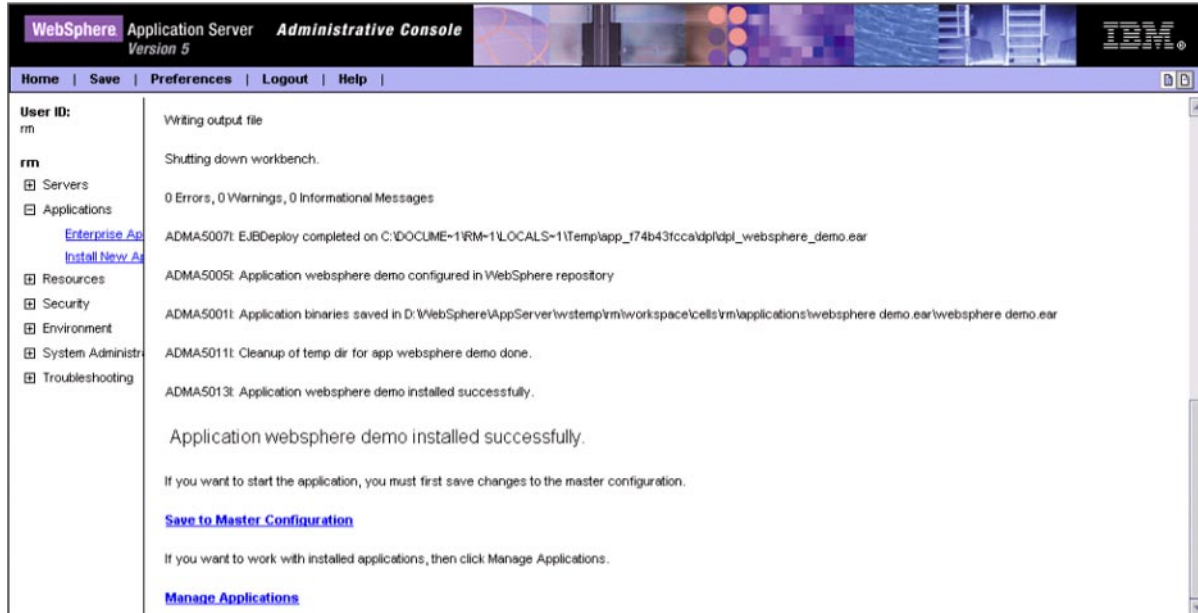 WebSphere Application Server Administrative Console
Version 5
IBM
Home | Save | Preferences | Logout | Help |
User ID:
rm
rm
Servers
Applications
Enterprise Ap
Install New Ap
Resources
Security
Environment
System Administr
Troubleshooting
Writing output file
Shutting down workbench.
0 Errors, 0 Warnings, 0 Informational Messages
ADMA5007I: EJBDeploy completed on C:\DOCUME~1\RM~1\LOCALS~1\Temp\app_f74b43fcca\dpl\dpl_websphere_demo.ear
ADMA5005I: Application websphere demo configured in WebSphere repository
ADMA5001I: Application binaries saved in D:\WebSphere\AppServer\wstemp\rm\workspace\cells\rm\applications\websphere demo.ear\websphere demo.ear
ADMA5011I: Cleanup of temp dir for app websphere demo done.
ADMA5013I: Application websphere demo installed successfully.
Application websphere demo installed successfully.
If you want to start the application, you must first save changes to the master configuration.
Save to Master Configuration
If you want to work with installed applications, then click Manage Applications.
Manage Applications